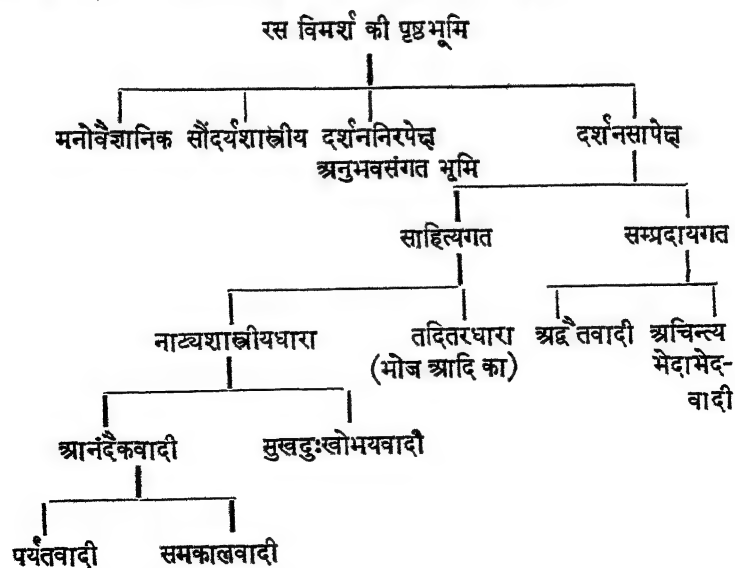 रस विमर्श की पृष्ठभूमि
मनोवैज्ञानिक सौंदर्यशास्त्रीय दर्शननिरपेक्ष दर्शनसापेक्ष
अनुभवसंगत भूमि
साहित्यगत सम्प्रदायगत
नाट्यशास्त्रीयधारा तदितरधारा अद्वैतवादी अचिन्त्य
(भोज आदि का) भेदाभेद-
वादी
आनंदैकवादी सुखदुःखोभयवादी
पर्यंतवादी समकालवादी